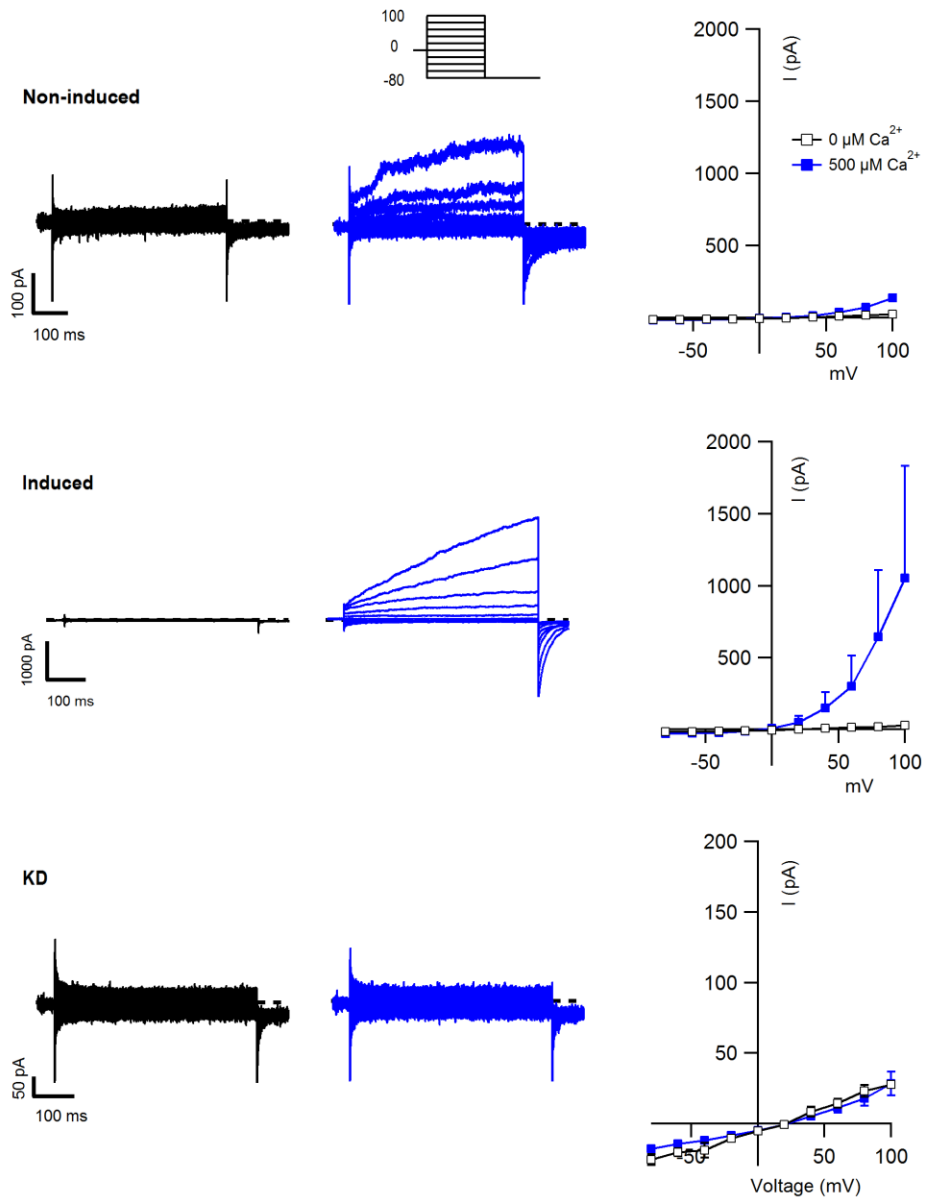 100
0
-80
Non-induced
100 pA
100 ms
2000
1500
1000
500
I (pA)
0 µM Ca2+
500 µM Ca2+
-50
50
100
mV
Induced
1000 pA
100 ms
2000
1500
1000
500
I (pA)
-50
50
100
mV
KD
50 pA
100 ms
200
150
100
50
I (pA)
-50
50
100
Voltage (mV)